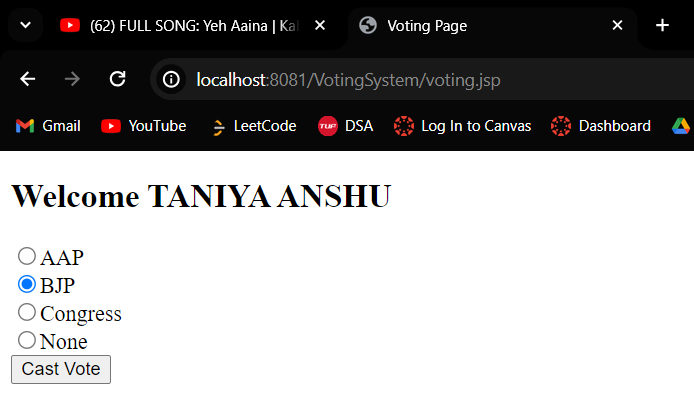 (62) FULL SONG: Yeh Aaina | Kal
Voting Page
localhost:8081/VotingSystem/voting.jsp
Gmail YouTube LeetCode TUF DSA Log In to Canvas Dashboard
Welcome TANIYA ANSHU
AAP
BJP
Congress
None
Cast Vote